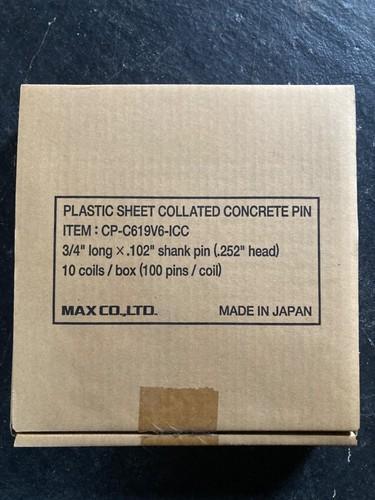 PLASTIC SHEET COLLATED CONCRETE PIN
ITEM : CP-C619V6-ICC
3/4" long × .102" shank pin (.252" head)
10 coils / box (100 pins / coil)
MAX CO.,LTD. MADE IN JAPAN